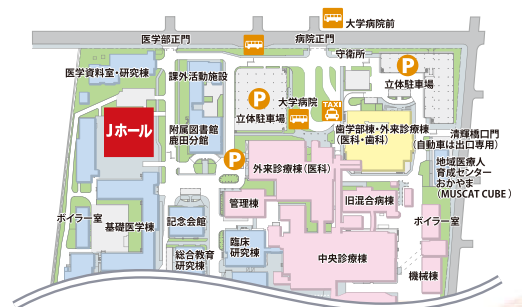 大学病院前
医学部正門
病院正門
守衛所
医学資料室・研究棟
課外活動施設
P
立体駐車場
P
立体駐車場
大学病院
TAXI
Jホール
附属図書館
鹿田分館
歯学部棟・外来診療棟
(医科・歯科)
清輝橋口門
(自動車は出口専用)
P
外来診療棟(医科)
地域医療人
育成センター
おかやま
(MUSCAT CUBE)
管理棟
旧混合病棟
ボイラー室
基礎医学棟
記念会館
ボイラー室
臨床
研究棟
総合教育
研究棟
中央診療棟
機械棟